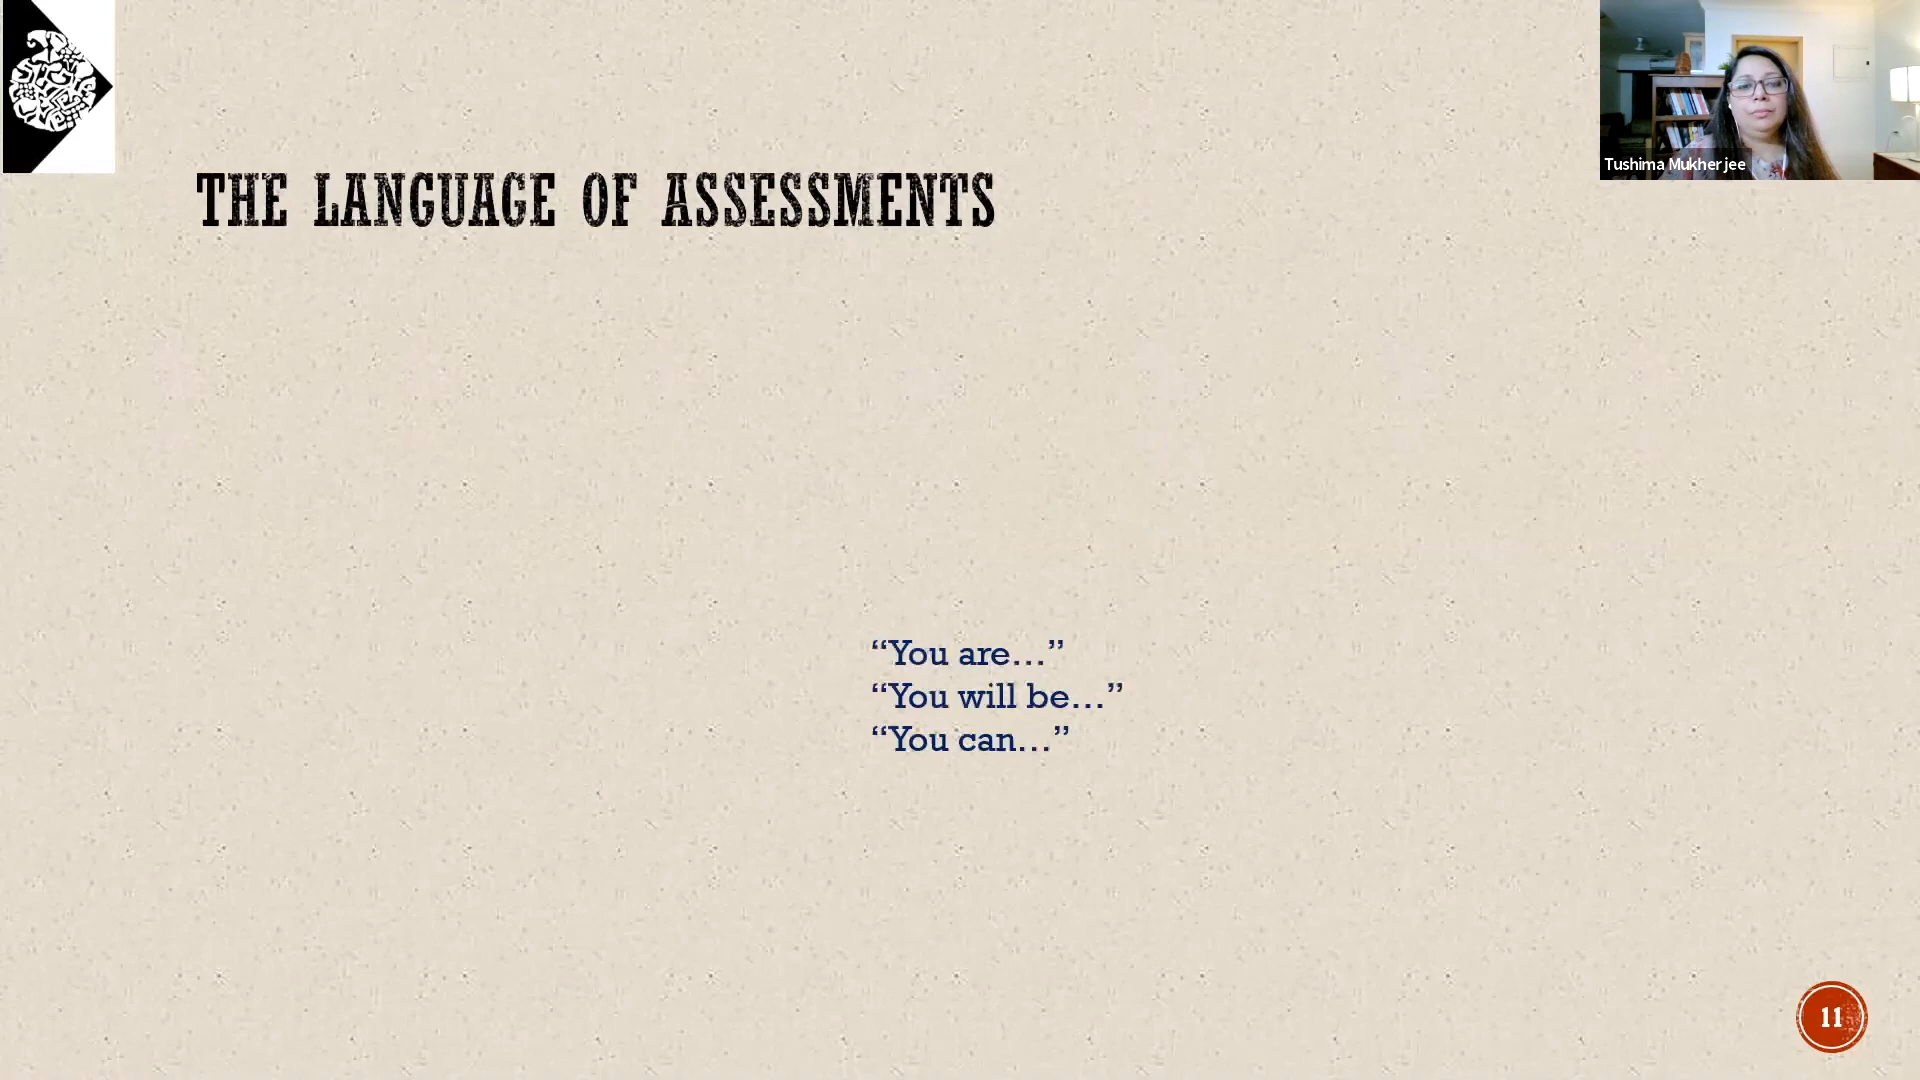 Tushima Mukherjee
THE LANGUAGE OF ASSESSMENTS
“You are…”
“You will be…”
“You can…”
11